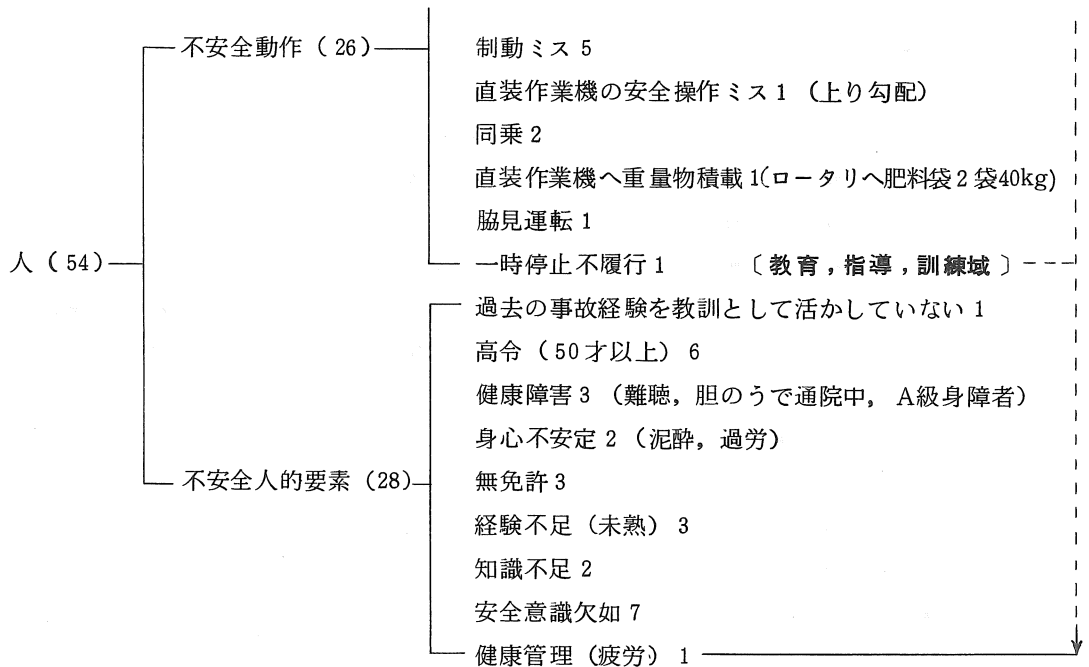 不安全動作(26)
制動ミス 5
直装作業機の安全操作ミス 1 (上り勾配)
同乗 2
直装作業機へ重量物積載 1(ロータリへ肥料袋2袋40kg)
脇見運転 1
人(54)
一時停止不履行 1 〔教育,指導,訓練域〕
過去の事故経験を教訓として活かしていない 1
高令(50才以上) 6
健康障害 3 (難聴,胆のうで通院中, A級身障者)
身心不安定 2 (泥酔,過労)
不安全人的要素(28)
無免許 3
経験不足(未熟) 3
知識不足 2
安全意識欠如 7
健康管理(疲労) 1